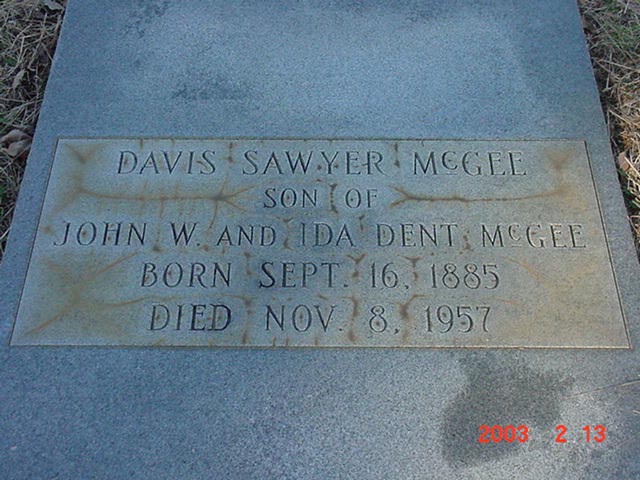 DAVIS SAWYER McGEE
SON OF
JOHN W. AND IDA DENT McGEE
BORN SEPT. 16, 1885
DIED NOV. 8, 1957
2003 2 13